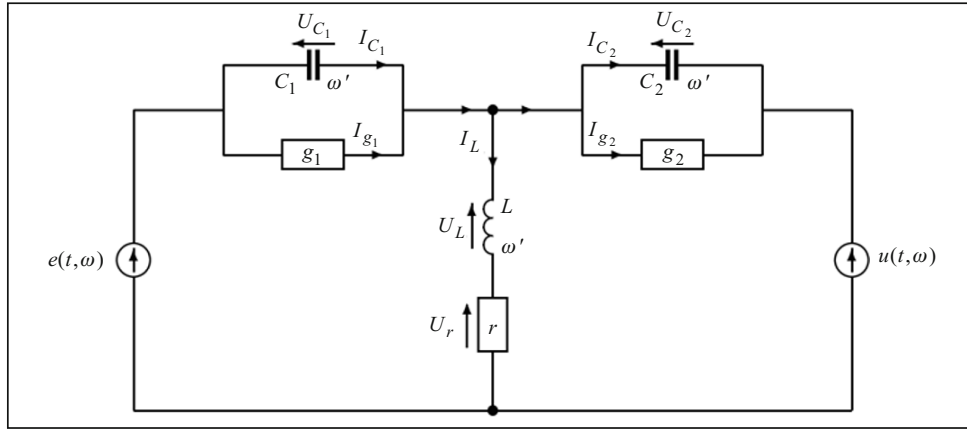 U_{C_1}
I_{C_1}
C_1
ω′
I_{g_1}
g_1
U_{C_2}
I_{C_2}
C_2
ω′
I_{g_2}
g_2
I_L
L
U_L
ω′
e(t,ω)
u(t,ω)
U_r
r